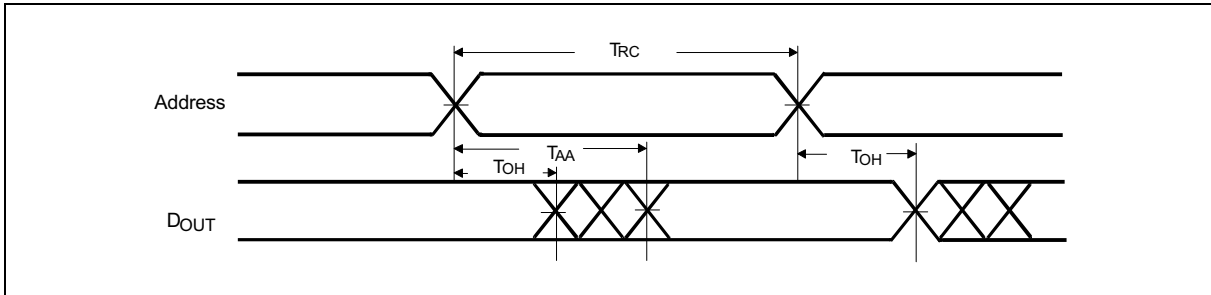 TRC
Address
TAA
TOH
TOH
DOUT